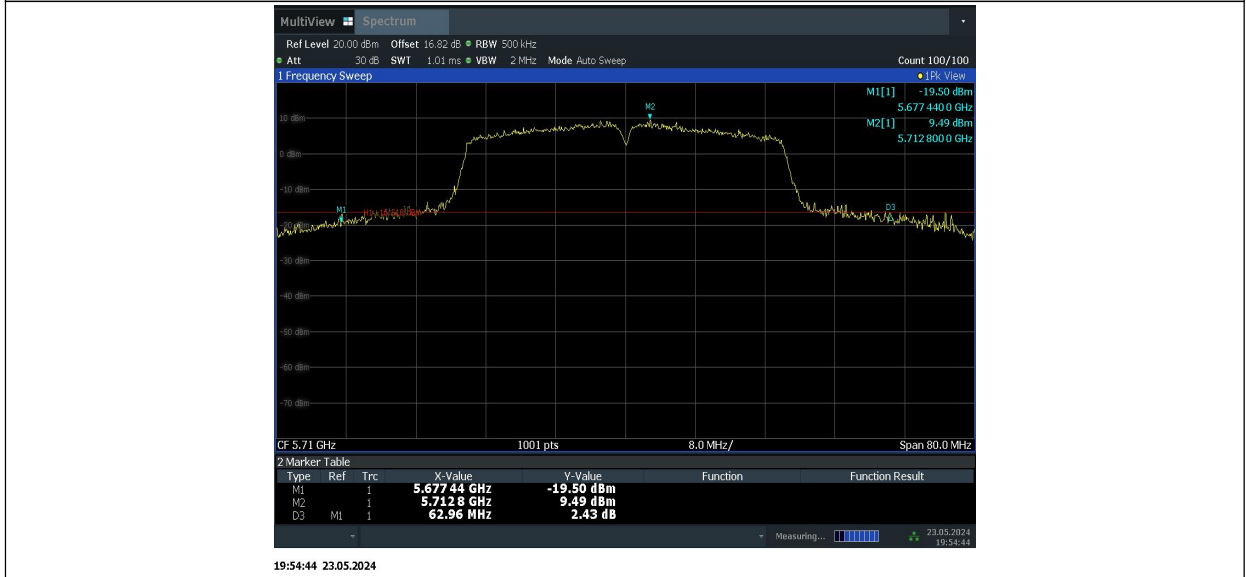 MultiView Spectrum
Ref Level 20.00 dBm Offset 16.82 dB RBW 500 kHz
Att 30 dB SWT 1.01 ms VBW 2 MHz Mode Auto Sweep Count 100/100
1 Frequency Sweep 1Pk View
M1[1] -19.50 dBm
5.677 440 0 GHz
M2
10 dBm
M2[1] 9.49 dBm
5.712 800 0 GHz
0 dBm
-10 dBm
M1
D3
-20 dBm
-30 dBm
-40 dBm
-50 dBm
-60 dBm
-70 dBm
CF 5.71 GHz 1001 pts 8.0 MHz/ Span 80.0 MHz
2 Marker Table
Type Ref Trc X-Value Y-Value Function Function Result
M1 1 5.677 44 GHz -19.50 dBm
M2 1 5.712 8 GHz 9.49 dBm
D3 M1 1 62.96 MHz 2.43 dB
Measuring... 23.05.2024
19:54:44
19:54:44 23.05.2024